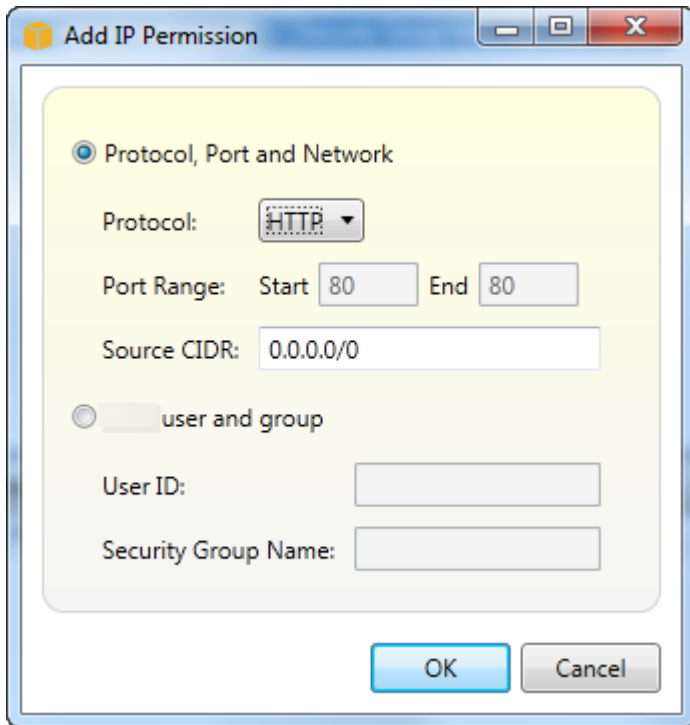 Add IP Permission
Protocol, Port and Network
Protocol: HTTP
Port Range: Start 80 End 80
Source CIDR: 0.0.0.0/0
user and group
User ID:
Security Group Name:
OK Cancel